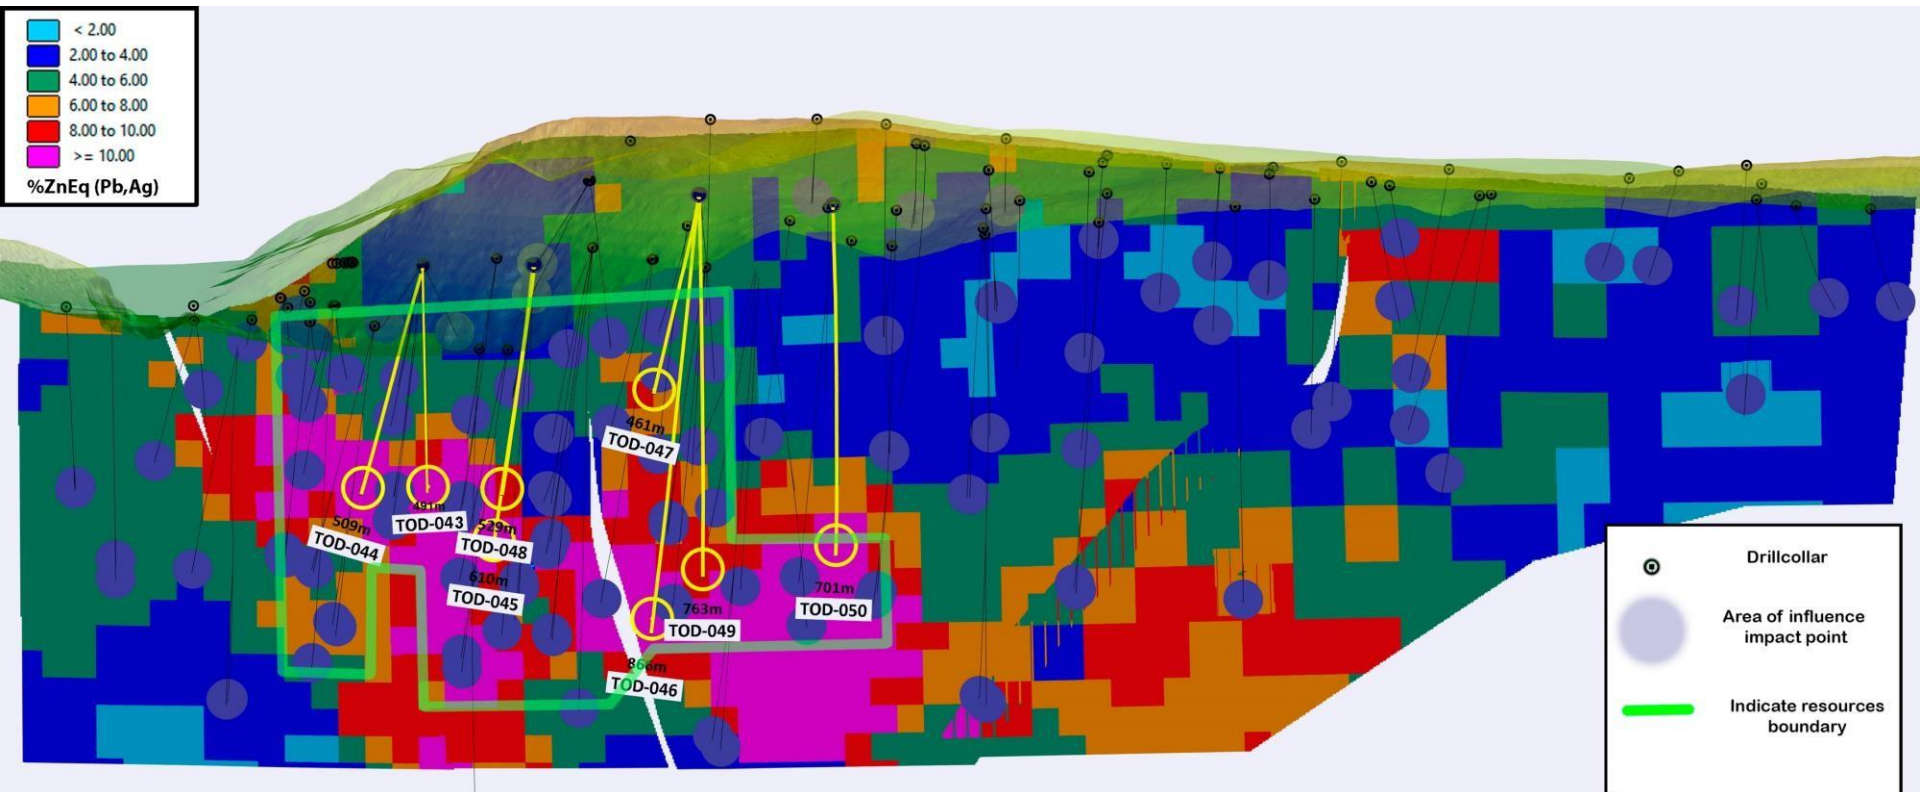 < 2.00
2.00 to 4.00
4.00 to 6.00
6.00 to 8.00
8.00 to 10.00
>= 10.00
%ZnEq (Pb,Ag)
461m
TOD-047
509m
TOD-044
491m
TOD-043
529m
TOD-048
610m
TOD-045
763m
TOD-049
701m
TOD-050
866m
TOD-046
Drillcollar
Area of influence
impact point
Indicate resources
boundary